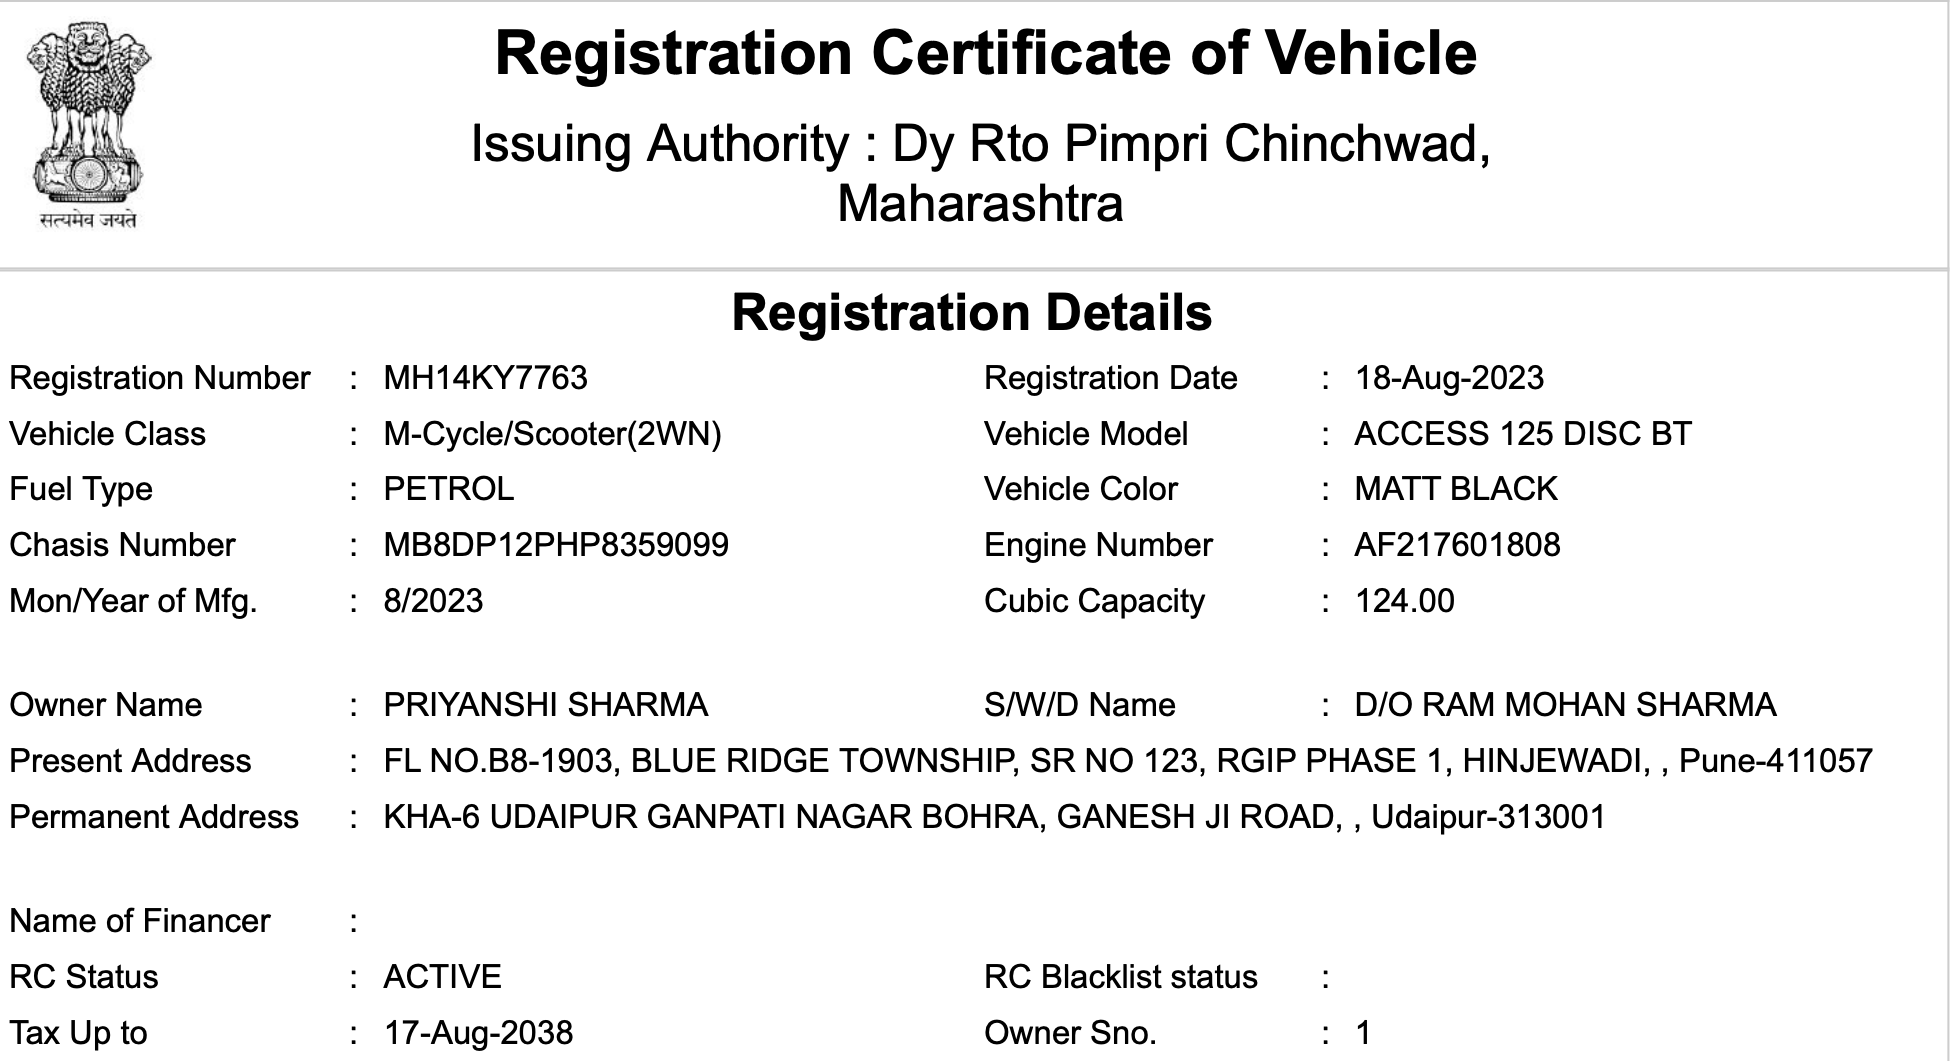 सत्यमेव जयते
Registration Certificate of Vehicle
Issuing Authority : Dy Rto Pimpri Chinchwad,
Maharashtra
Registration Details
Registration Number : MH14KY7763 Registration Date : 18-Aug-2023
Vehicle Class : M-Cycle/Scooter(2WN) Vehicle Model : ACCESS 125 DISC BT
Fuel Type : PETROL Vehicle Color : MATT BLACK
Chasis Number : MB8DP12PHP8359099 Engine Number : AF217601808
Mon/Year of Mfg. : 8/2023 Cubic Capacity : 124.00
Owner Name : PRIYANSHI SHARMA S/W/D Name : D/O RAM MOHAN SHARMA
Present Address : FL NO.B8-1903, BLUE RIDGE TOWNSHIP, SR NO 123, RGIP PHASE 1, HINJEWADI, , Pune-411057
Permanent Address : KHA-6 UDAIPUR GANPATI NAGAR BOHRA, GANESH JI ROAD, , Udaipur-313001
Name of Financer :
RC Status : ACTIVE RC Blacklist status :
Tax Up to : 17-Aug-2038 Owner Sno. : 1